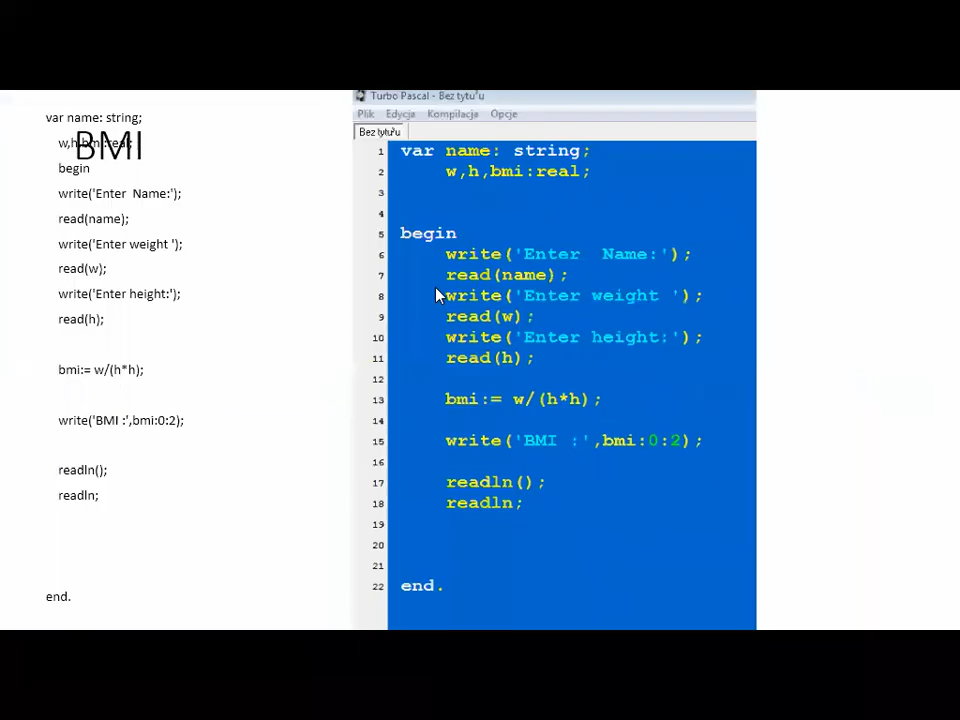 var name: string;
BMI
w,h,bmi:real;
begin
write('Enter  Name:');
read(name);
write('Enter weight ');
read(w);
write('Enter height:');
read(h);
bmi:= w/(h*h);
write('BMI :',bmi:0:2);
readln();
readln;
end.
Turbo Pascal - Bez tytu³u
Plik Edycja Kompilacja Opcje
Bez tytu³u
1 var name: string;
2 w,h,bmi:real;
3
4
5 begin
6 write('Enter  Name:');
7 read(name);
8 write('Enter weight ');
9 read(w);
10 write('Enter height:');
11 read(h);
12
13 bmi:= w/(h*h);
14
15 write('BMI :',bmi:0:2);
16
17 readln();
18 readln;
19
20
21
22 end.